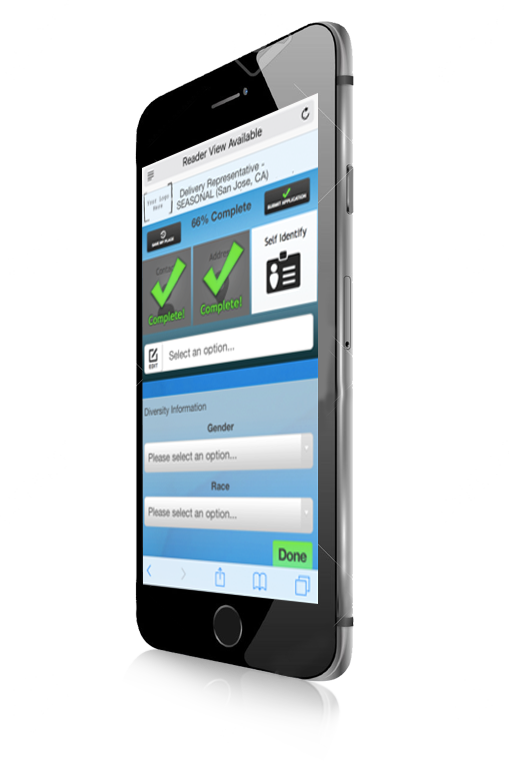 Reader View Available
Your Logo
Here
Delivery Representative -
SEASONAL (San Jose, CA)
SAVE MY PLACE
66% Complete
SUBMIT APPLICATION
Contact
Complete!
Address
Complete!
Self Identify
EDIT
Select an option...
Diversity Information
Gender
Please select an option...
Race
Please select an option...
Done